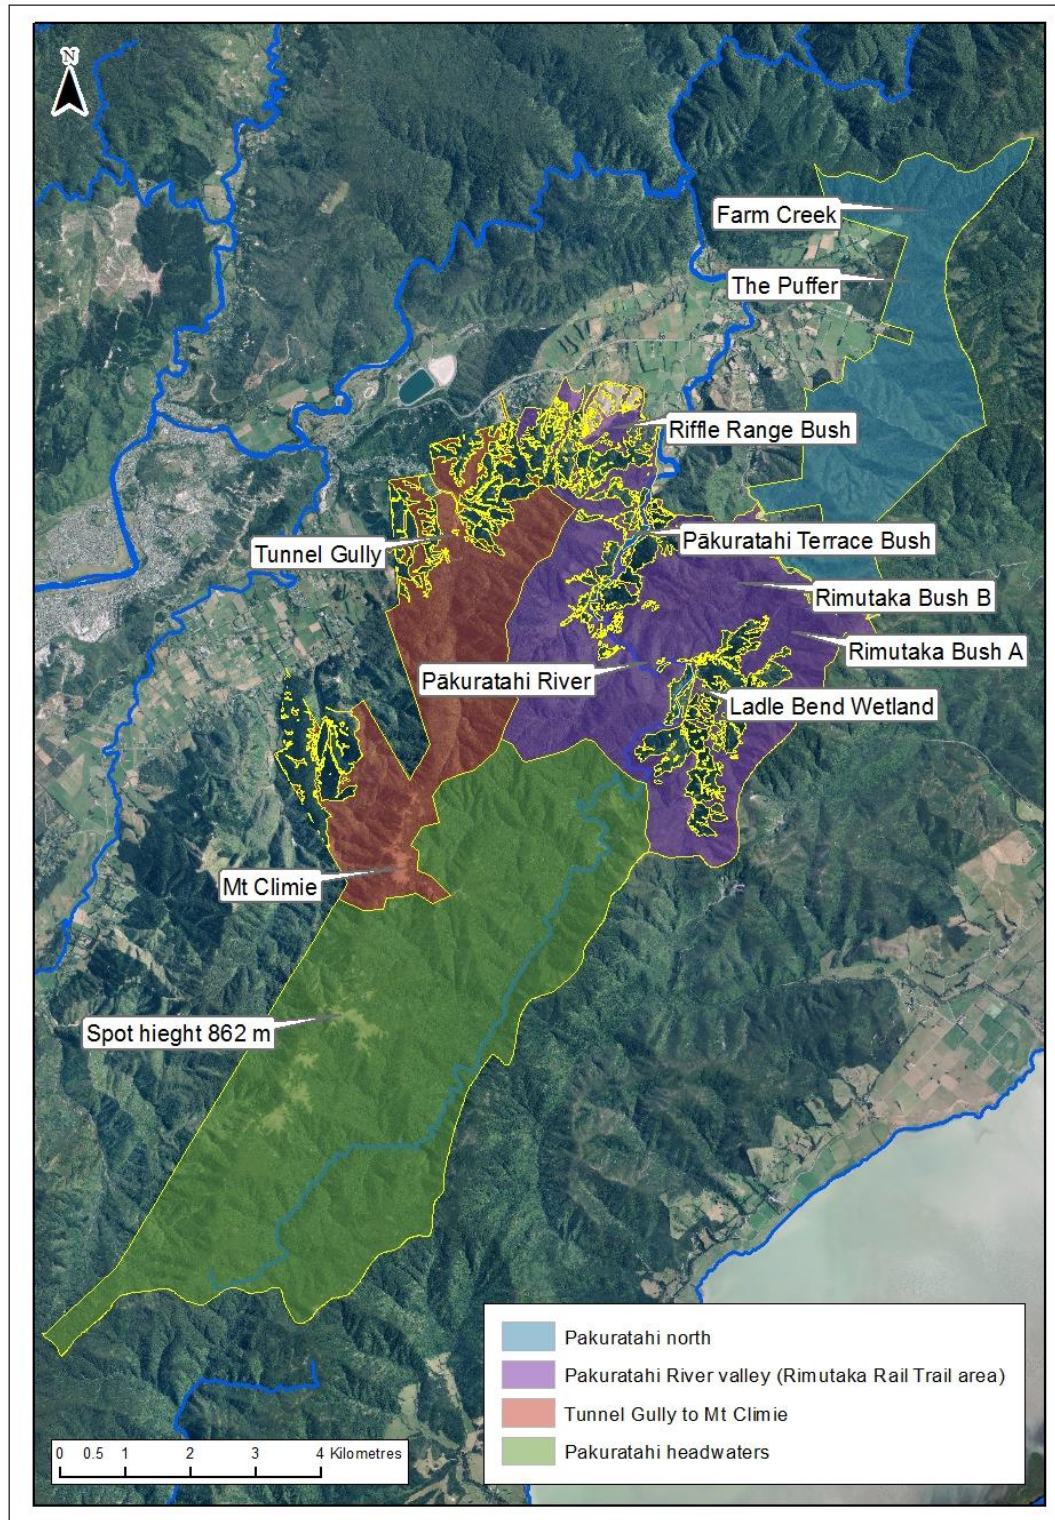 N
Farm Creek
The Puffer
Riffle Range Bush
Tunnel Gully
Pākuratahi Terrace Bush
Rimutaka Bush B
Rimutaka Bush A
Pākuratahi River
Ladle Bend Wetland
Mt Climie
Spot hieght 862 m
Pakuratahi north
Pakuratahi River valley (Rimutaka Rail Trail area)
Tunnel Gully to Mt Climie
Pakuratahi headwaters
0 0.5 1 2 3 4 Kilometres